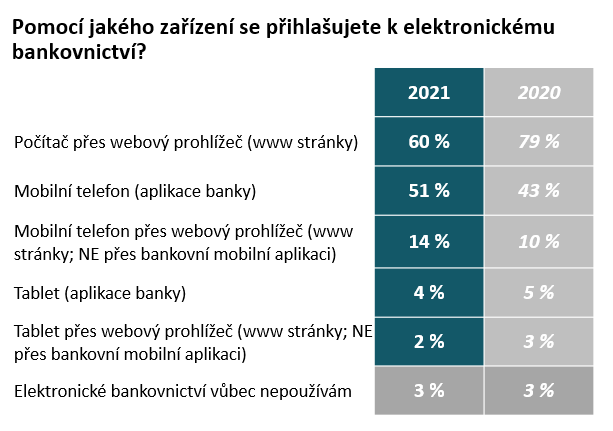 Pomocí jakého zařízení se přihlašujete k elektronickému
bankovnictví?
2021 2020
Počítač přes webový prohlížeč (www stránky) 60 % 79 %
Mobilní telefon (aplikace banky) 51 % 43 %
Mobilní telefon přes webový prohlížeč (www
stránky; NE přes bankovní mobilní aplikaci) 14 % 10 %
Tablet (aplikace banky) 4 % 5 %
Tablet přes webový prohlížeč (www stránky; NE
přes bankovní mobilní aplikaci) 2 % 3 %
Elektronické bankovnictví vůbec nepoužívám 3 % 3 %